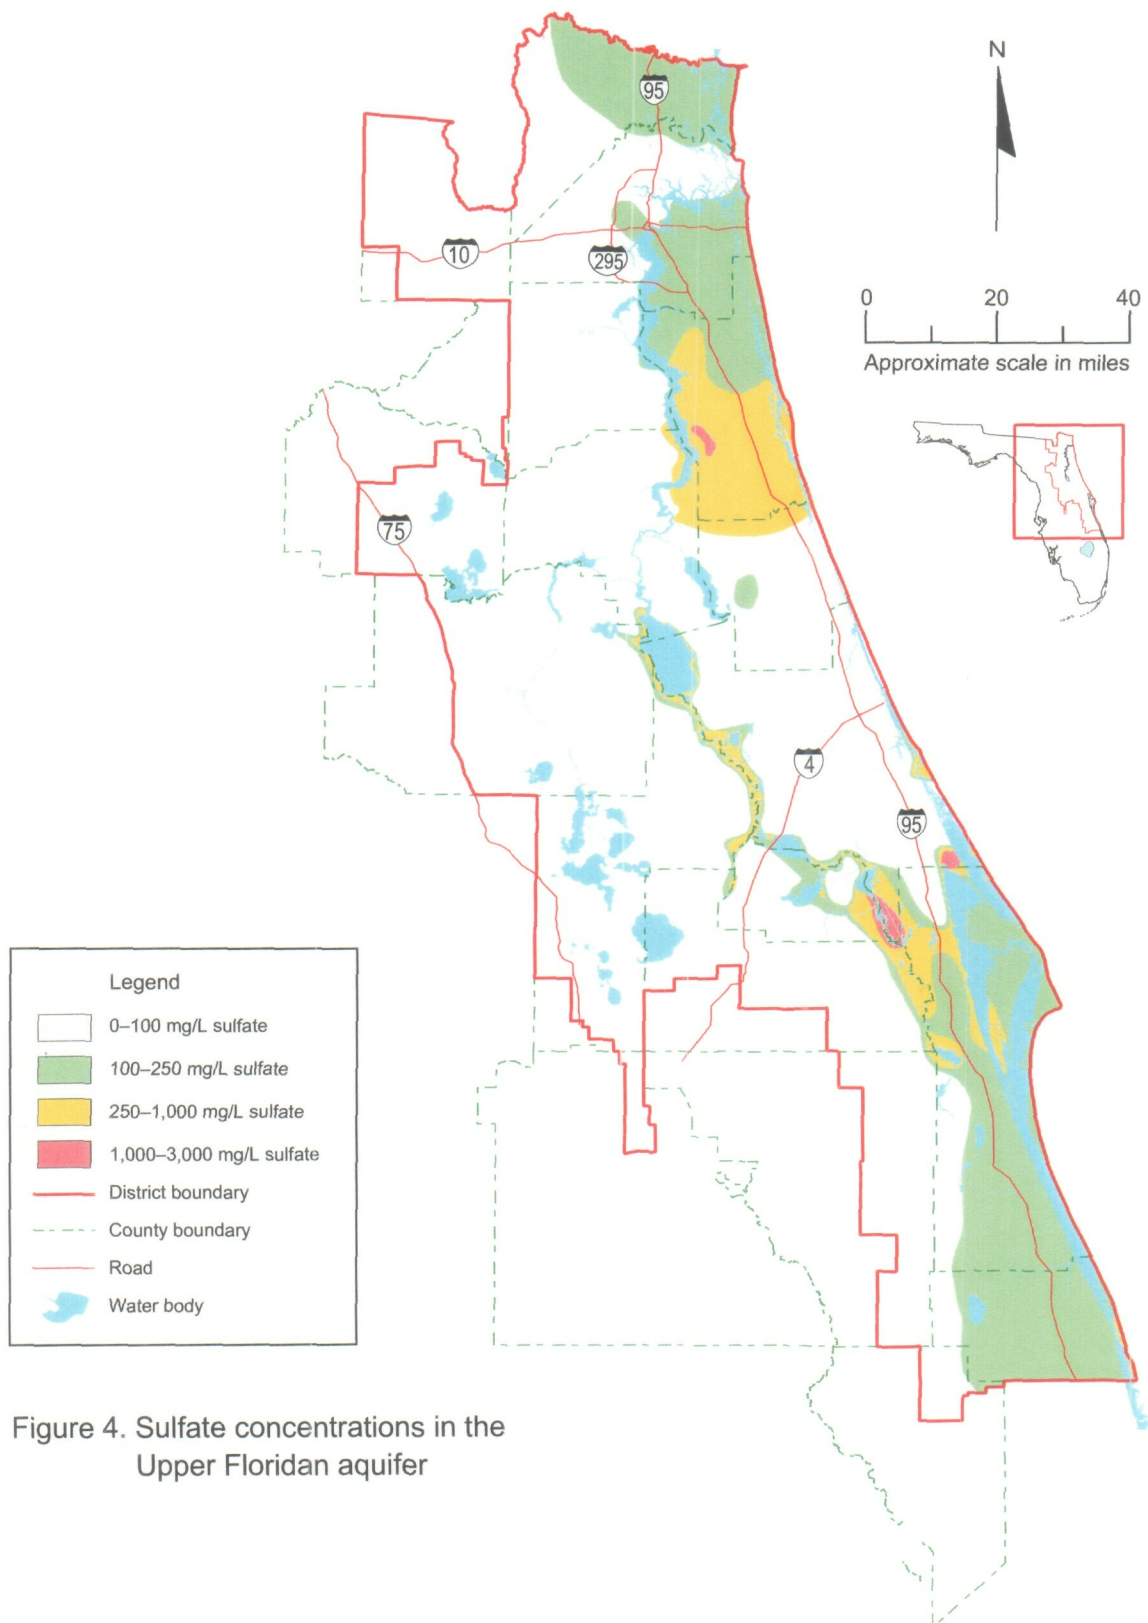 N
95
10
295
0 20 40
Approximate scale in miles
75
4
95
Legend
0–100 mg/L sulfate
100–250 mg/L sulfate
250–1,000 mg/L sulfate
1,000–3,000 mg/L sulfate
District boundary
County boundary
Road
Water body
Figure 4. Sulfate concentrations in the
Upper Floridan aquifer